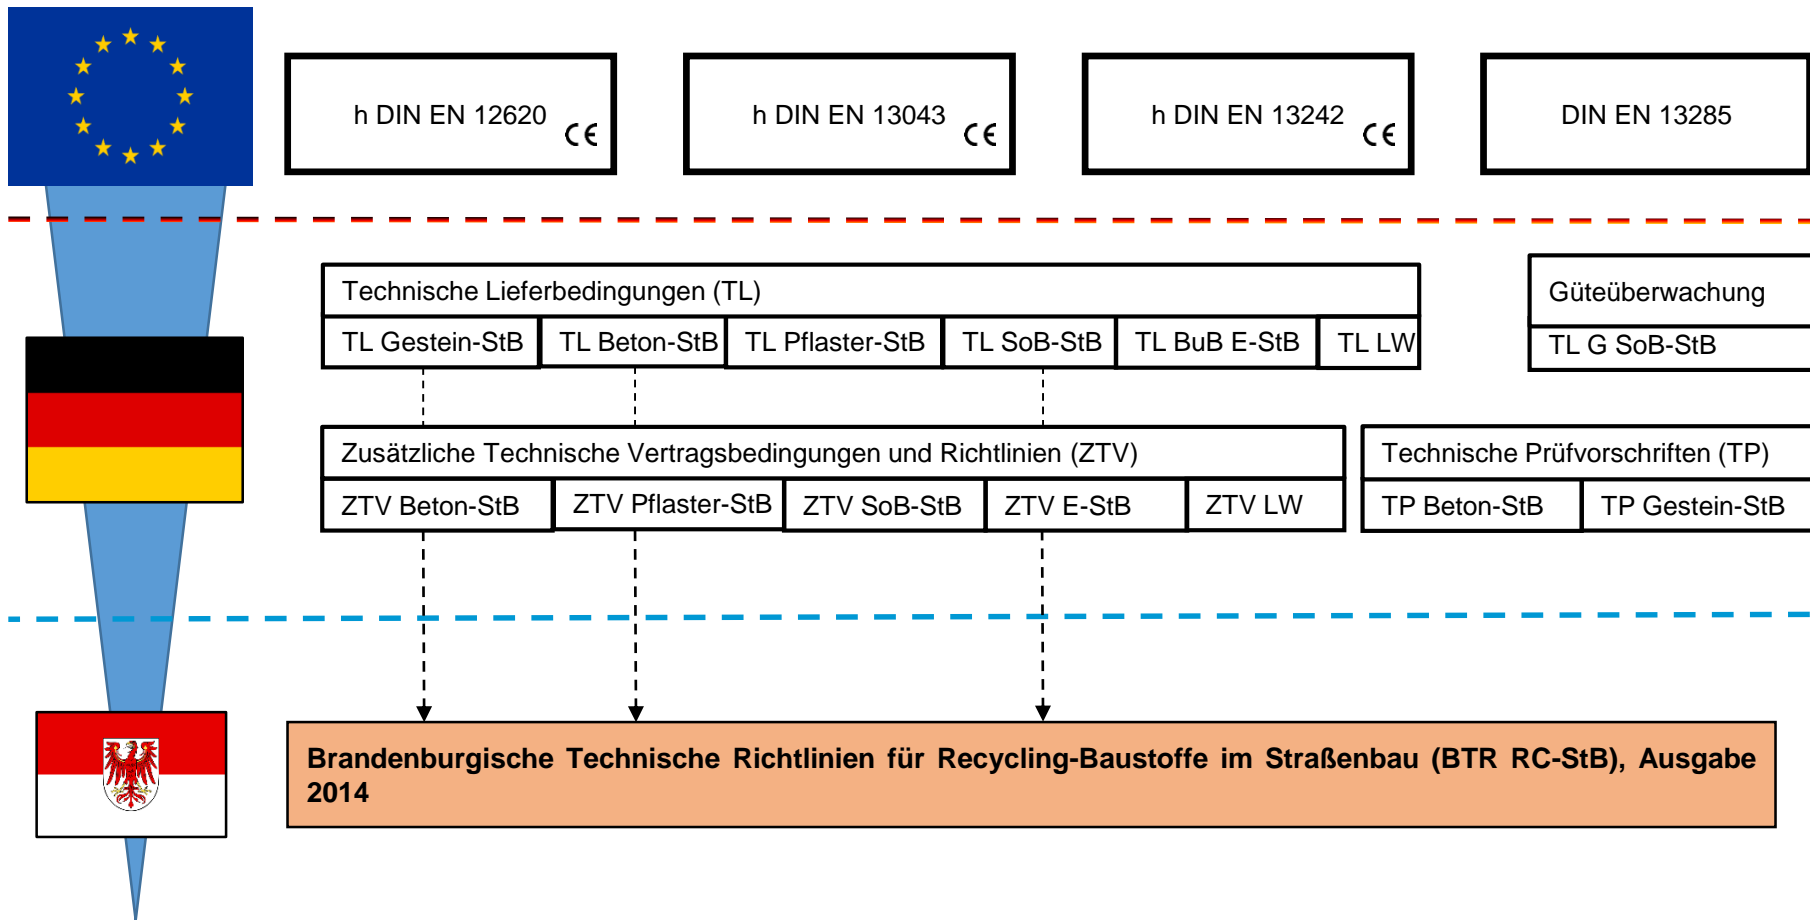 h DIN EN 12620
CE
h DIN EN 13043
CE
h DIN EN 13242
CE
DIN EN 13285
Technische Lieferbedingungen (TL)
TL Gestein-StB
TL Beton-StB
TL Pflaster-StB
TL SoB-StB
TL BuB E-StB
TL LW
Güteüberwachung
TL G SoB-StB
Zusätzliche Technische Vertragsbedingungen und Richtlinien (ZTV)
ZTV Beton-StB
ZTV Pflaster-StB
ZTV SoB-StB
ZTV E-StB
ZTV LW
Technische Prüfvorschriften (TP)
TP Beton-StB
TP Gestein-StB
Brandenburgische Technische Richtlinien für Recycling-Baustoffe im Straßenbau (BTR RC-StB), Ausgabe
2014